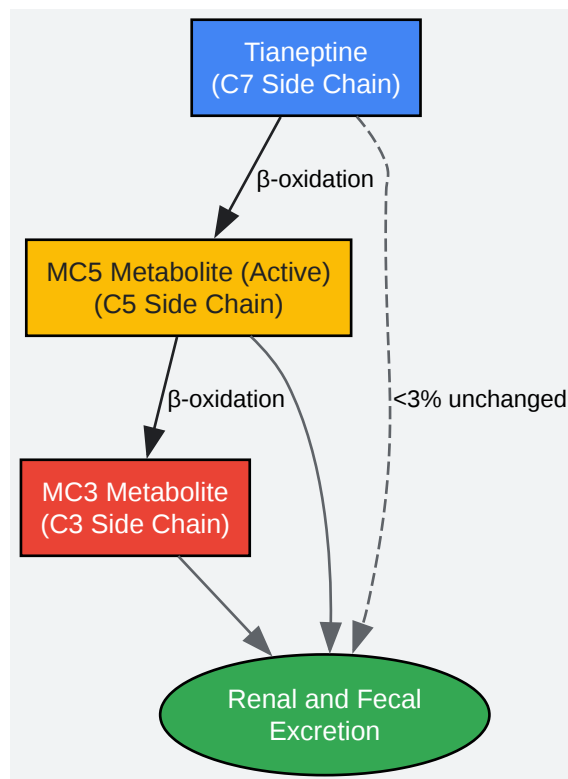 Tianeptine
(C7 Side Chain)
β-oxidation
MC5 Metabolite (Active)
(C5 Side Chain)
β-oxidation
<3% unchanged
MC3 Metabolite
(C3 Side Chain)
Renal and Fecal
Excretion